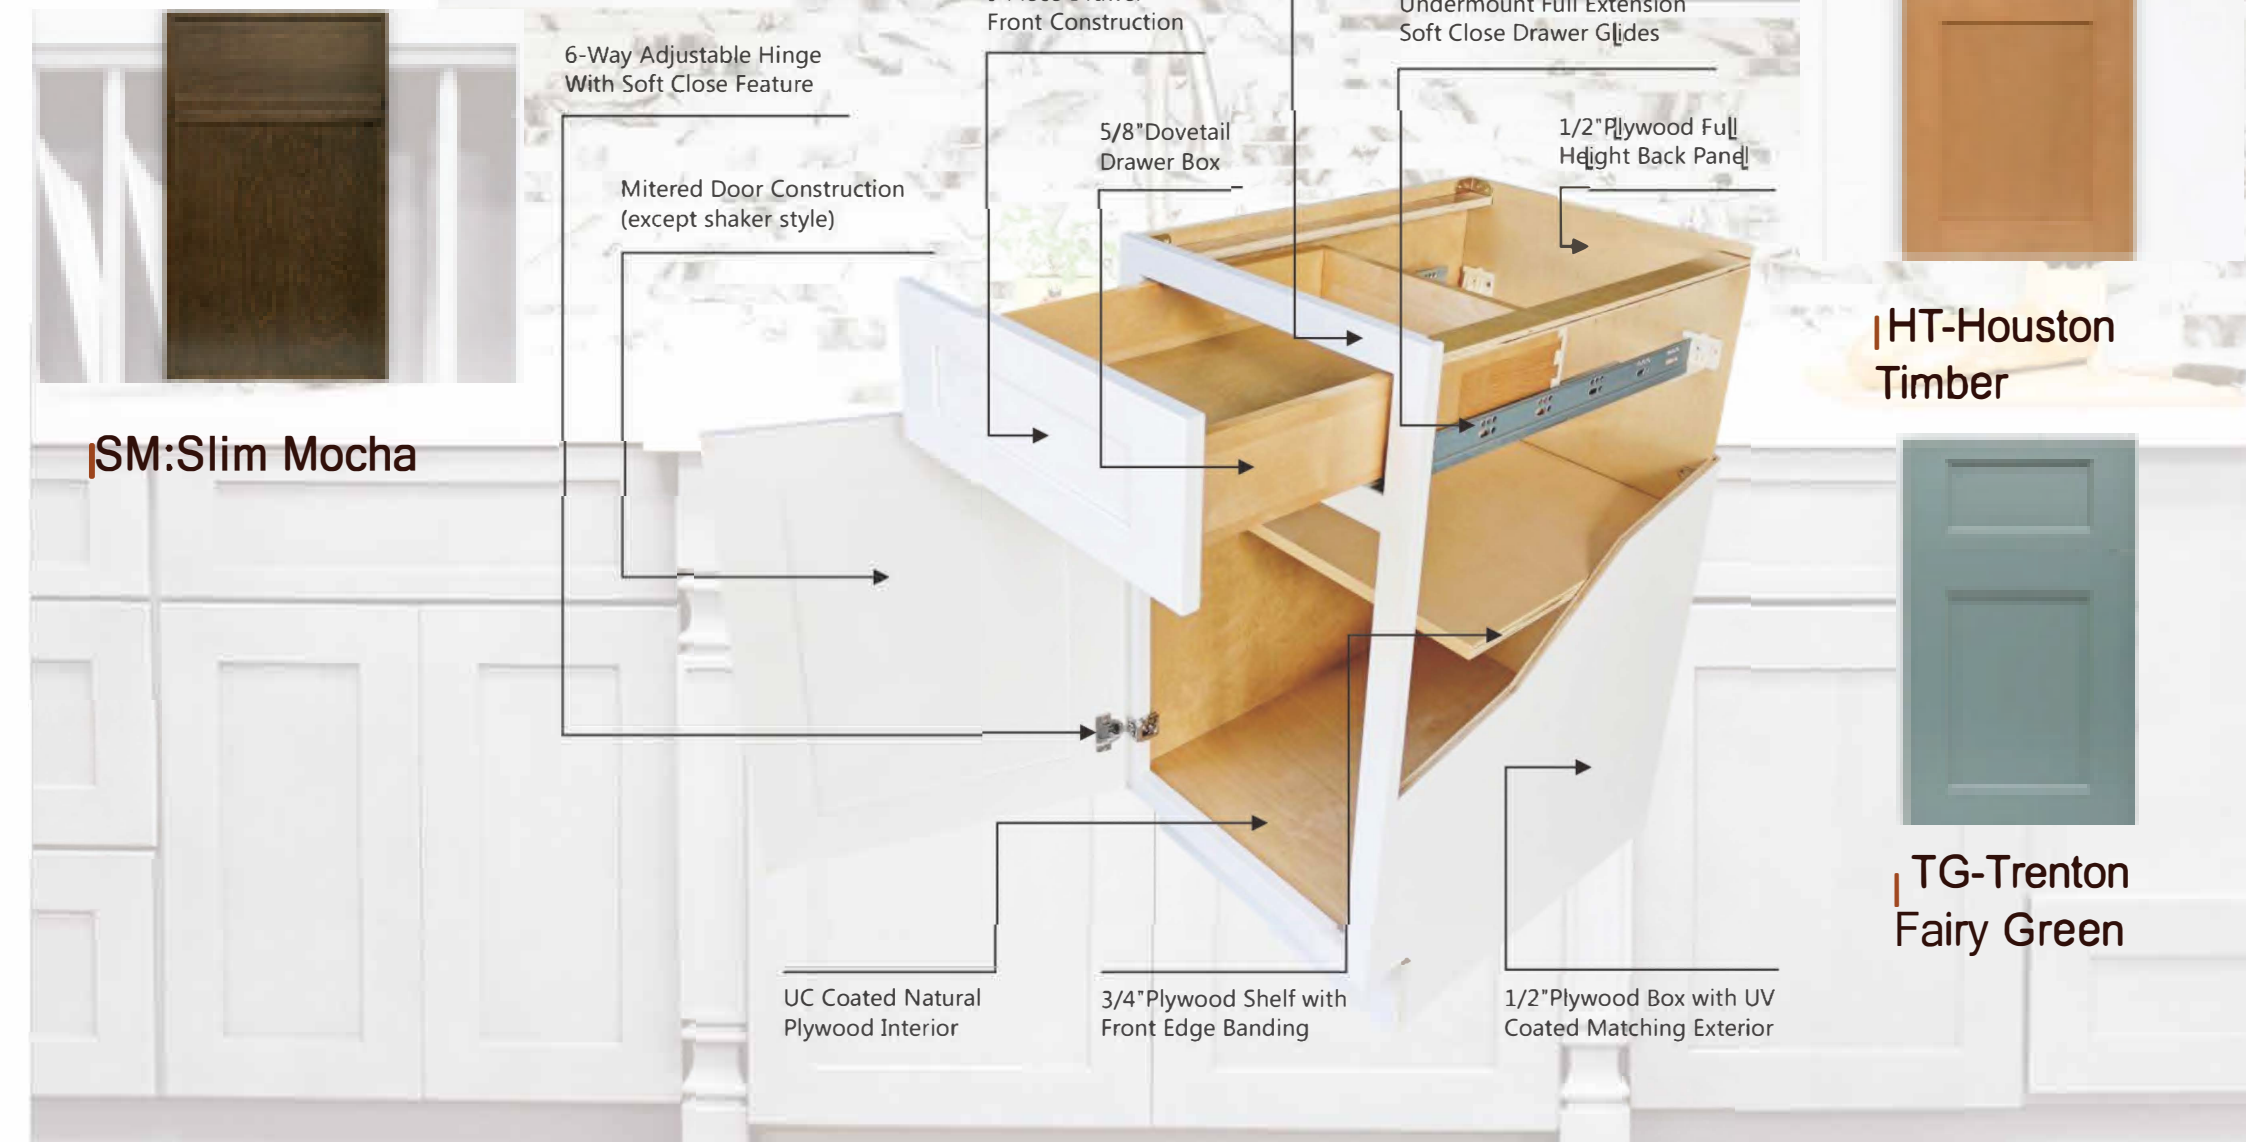 Front Construction
Undermount Full Extension
Soft Close Drawer Glides
6-Way Adjustable Hinge
With Soft Close Feature
5/8"Dovetail
Drawer Box
1/2"Plywood Full
Height Back Panel
Mitered Door Construction
(except shaker style)
HT-Houston
Timber
SM:Slim Mocha
TG-Trenton
Fairy Green
UC Coated Natural
Plywood Interior
3/4"Plywood Shelf with
Front Edge Banding
1/2"Plywood Box with UV
Coated Matching Exterior